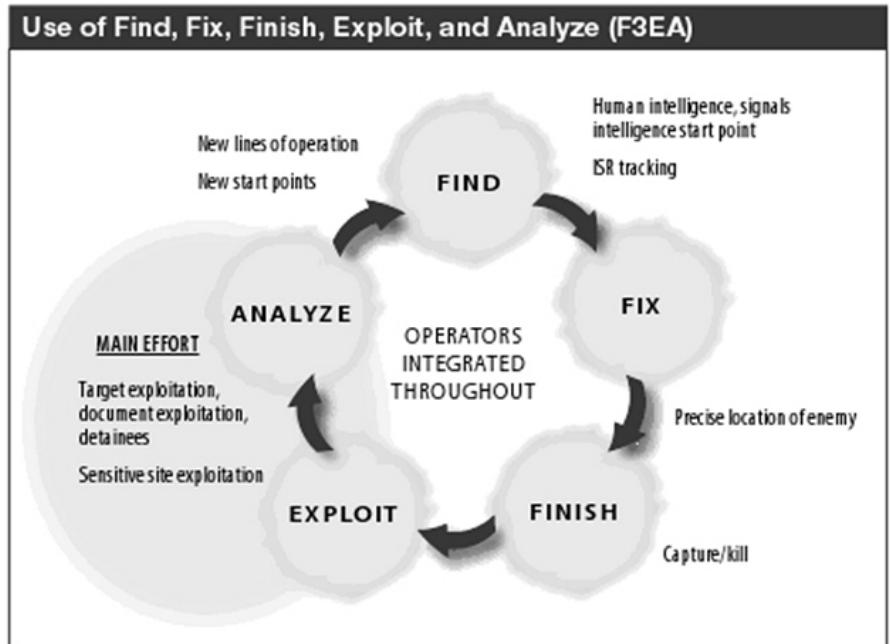 Use of Find, Fix, Finish, Exploit, and Analyze (F3EA)
FIND
Human intelligence, signals
intelligence start point
ISR tracking
FIX
Precise location of enemy
FINISH
Capture/kill
EXPLOIT
MAIN EFFORT
Target exploitation,
document exploitation,
detainees
Sensitive site exploitation
ANALYZE
New lines of operation
New start points
OPERATORS
INTEGRATED
THROUGHOUT